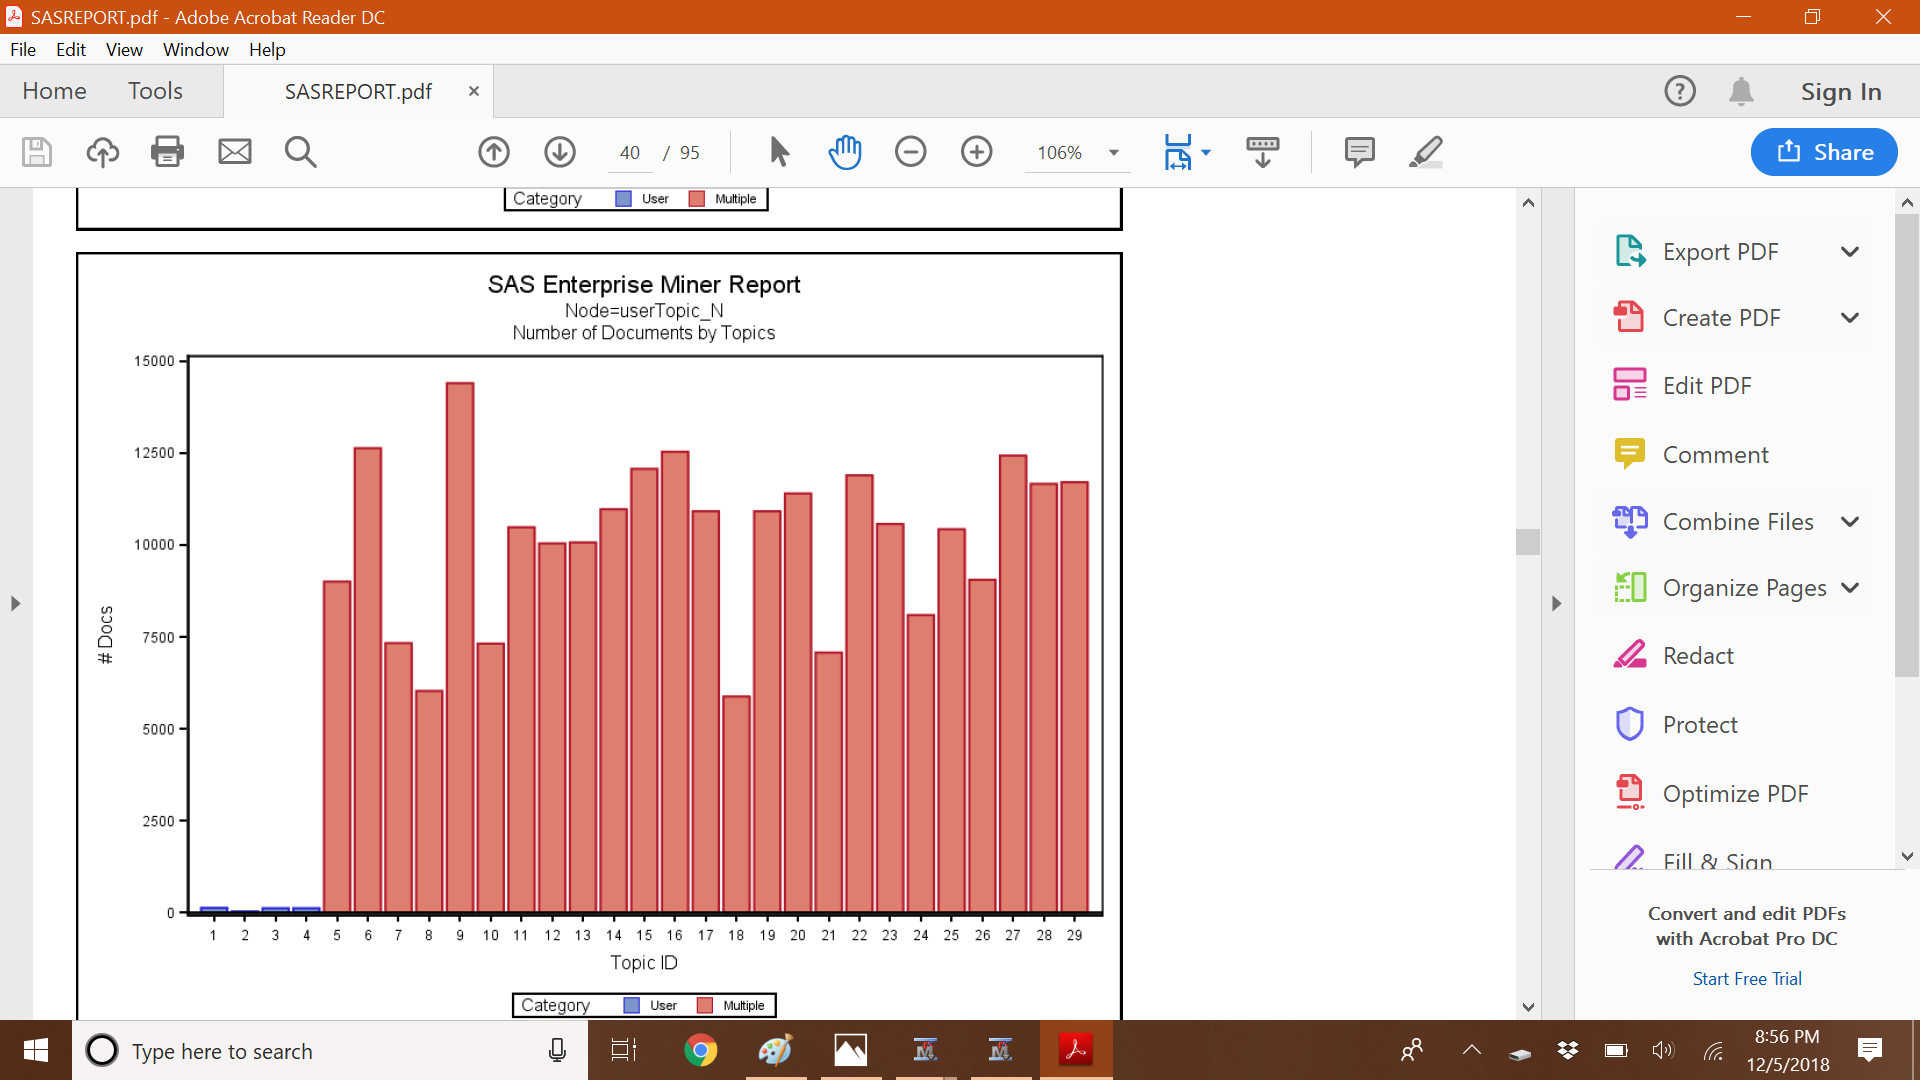 SASREPORT.pdf - Adobe Acrobat Reader DC
File Edit View Window Help
Home Tools SASREPORT.pdf × ? Sign In
40 / 95 106% Share
Category User Multiple
SAS Enterprise Miner Report
Node=userTopic_N
Number of Documents by Topics
15000
12500
10000
7500
5000
2500
0
# Docs
1 2 3 4 5 6 7 8 9 10 11 12 13 14 15 16 17 18 19 20 21 22 23 24 25 26 27 28 29
Topic ID
Category User Multiple
Export PDF
Create PDF
Edit PDF
Comment
Combine Files
Organize Pages
Redact
Protect
Optimize PDF
Fill & Sign
Convert and edit PDFs
with Acrobat Pro DC
Start Free Trial
Type here to search
8:56 PM
12/5/2018